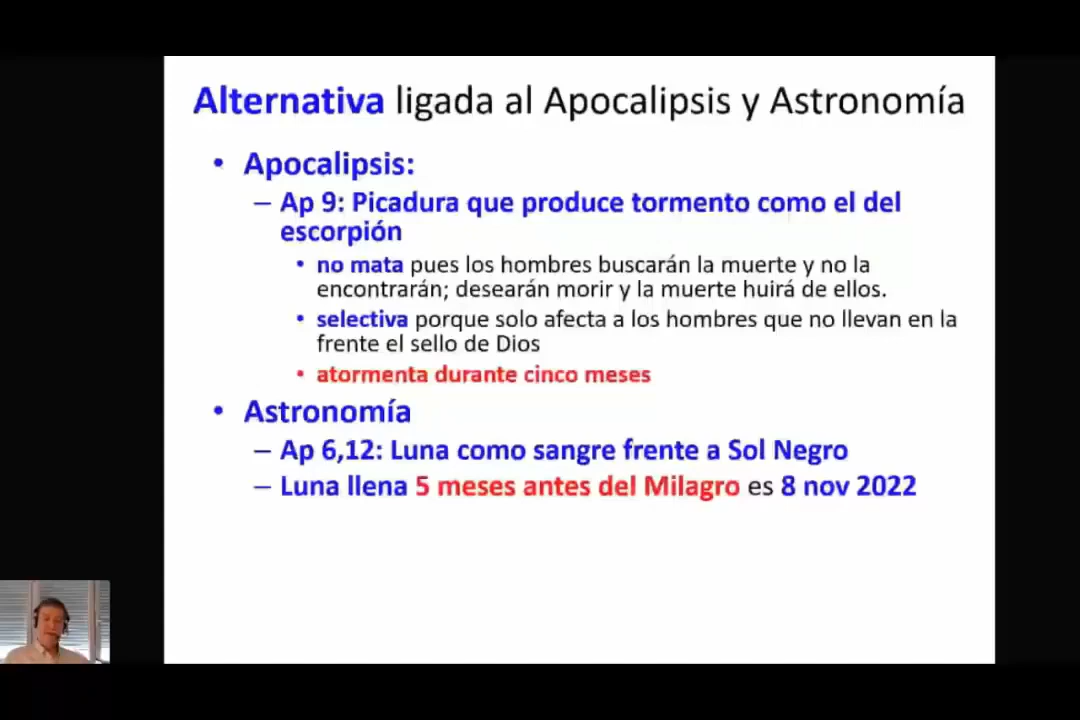 Alternativa ligada al Apocalipsis y Astronomía
• Apocalipsis:
– Ap 9: Picadura que produce tormento como el del
escorpión
• no mata pues los hombres buscarán la muerte y no la
encontrarán; desearán morir y la muerte huirá de ellos.
• selectiva porque solo afecta a los hombres que no llevan en la
frente el sello de Dios
• atormenta durante cinco meses
• Astronomía
– Ap 6,12: Luna como sangre frente a Sol Negro
– Luna llena 5 meses antes del Milagro es 8 nov 2022